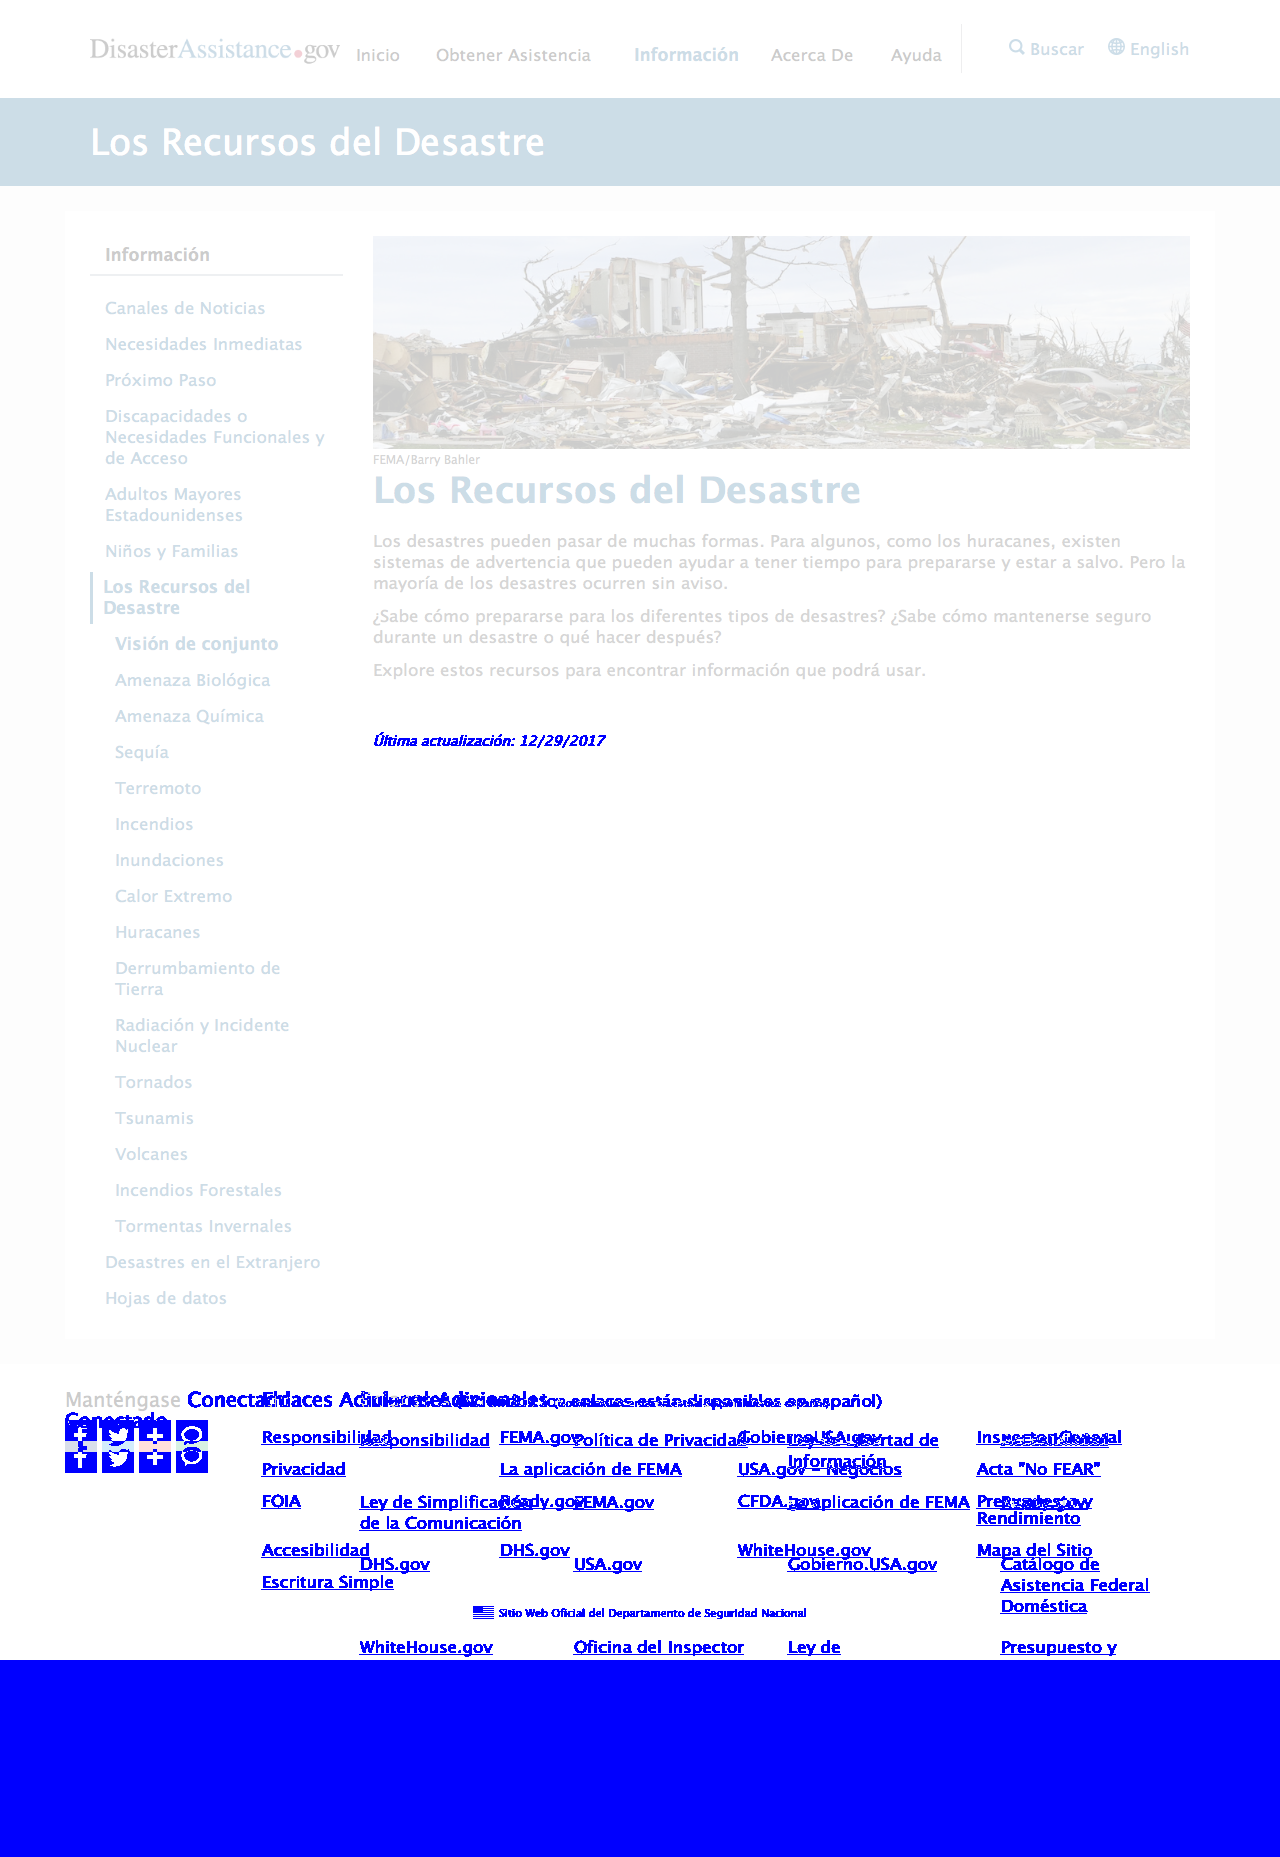 DisasterAssistance.gov
Inicio
Obtener Asistencia
Información
Acerca De
Ayuda
Buscar
English
Los Recursos del Desastre
Información
Canales de Noticias
Necesidades Inmediatas
Próximo Paso
Discapacidades o
Necesidades Funcionales y
de Acceso
Adultos Mayores
Estadounidenses
Niños y Familias
Los Recursos del
Desastre
Visión de conjunto
Amenaza Biológica
Amenaza Química
Sequía
Terremoto
Incendios
Inundaciones
Calor Extremo
Huracanes
Derrumbamiento de
Tierra
Radiación y Incidente
Nuclear
Tornados
Tsunamis
Volcanes
Incendios Forestales
Tormentas Invernales
Desastres en el Extranjero
Hojas de datos
FEMA/Barry Bahler
Los Recursos del Desastre
Los desastres pueden pasar de muchas formas. Para algunos, como los huracanes, existen
sistemas de advertencia que pueden ayudar a tener tiempo para prepararse y estar a salvo. Pero la
mayoría de los desastres ocurren sin aviso.
¿Sabe cómo prepararse para los diferentes tipos de desastres? ¿Sabe cómo mantenerse seguro
durante un desastre o qué hacer después?
Explore estos recursos para encontrar información que podrá usar.
Última actualización: 12/29/2017
Manténgase
Conectado
enlaces están disponibles en español)
Responsibilidad
Responsibilidad
FEMA.gov
Política de Privacidad
Gobierno.USA.gov
Ley de Libertad de
Información
Inspector General
Privacidad
La aplicación de FEMA
USA.gov – Negocios
Acta "No FEAR"
FOIA
Ley de Simplificación
de la Comunicación
Ready.gov
FEMA.gov
CFDA.gov
La aplicación de FEMA
Presupuesto y
Rendimiento
Accesibilidad
DHS.gov
DHS.gov
USA.gov
WhiteHouse.gov
Gobierno.USA.gov
Mapa del Sitio
Catálogo de
Asistencia Federal
Doméstica
Escritura Simple
Sitio Web Oficial del Departamento de Seguridad Nacional
WhiteHouse.gov
Oficina del Inspector
Ley de
Presupuesto y